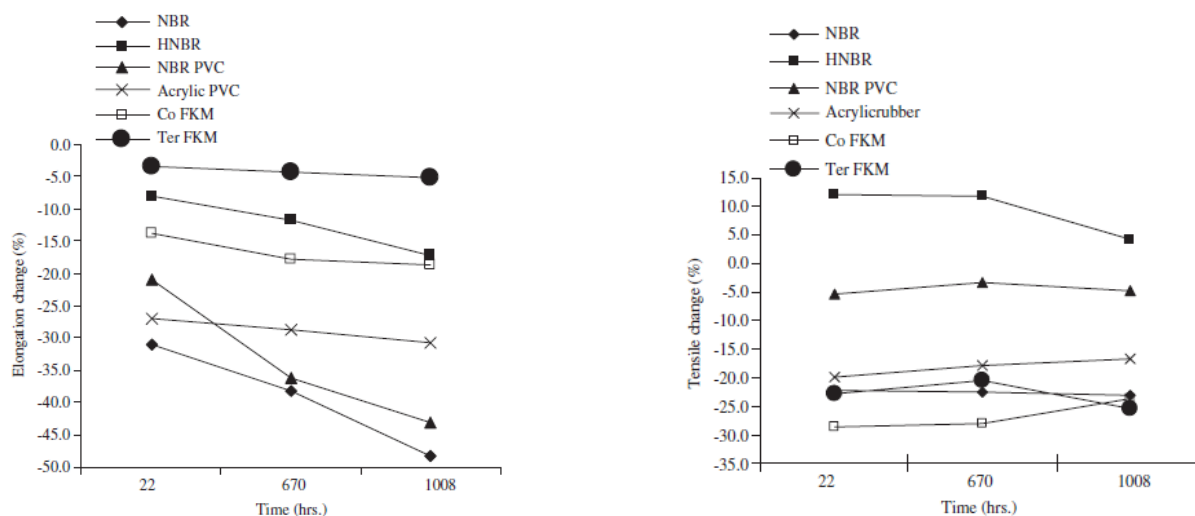 NBR
HNBR
NBR PVC
Acrylic PVC
Co FKM
Ter FKM
0.0
-5.0
-10.0
-15.0
-20.0
-25.0
-30.0
-35.0
-40.0
-45.0
-50.0
Elongation change (%)
22 670 1008
Time (hrs.)
NBR
HNBR
NBR PVC
Acrylicrubber
Co FKM
Ter FKM
15.0
10.0
5.0
0.0
-5.0
-10.0
-15.0
-20.0
-25.0
-30.0
-35.0
Tensile change (%)
22 670 1008
Time (hrs.)